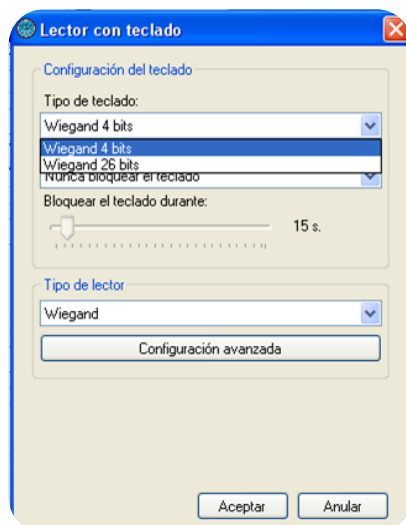 Lector con teclado
Configuración del teclado
Tipo de teclado:
Wiegand 4 bits
Wiegand 4 bits
Wiegand 26 bits
Nunca bloquear el teclado
Bloquear el teclado durante:
15 s.
Tipo de lector
Wiegand
Configuración avanzada
Aceptar
Anular